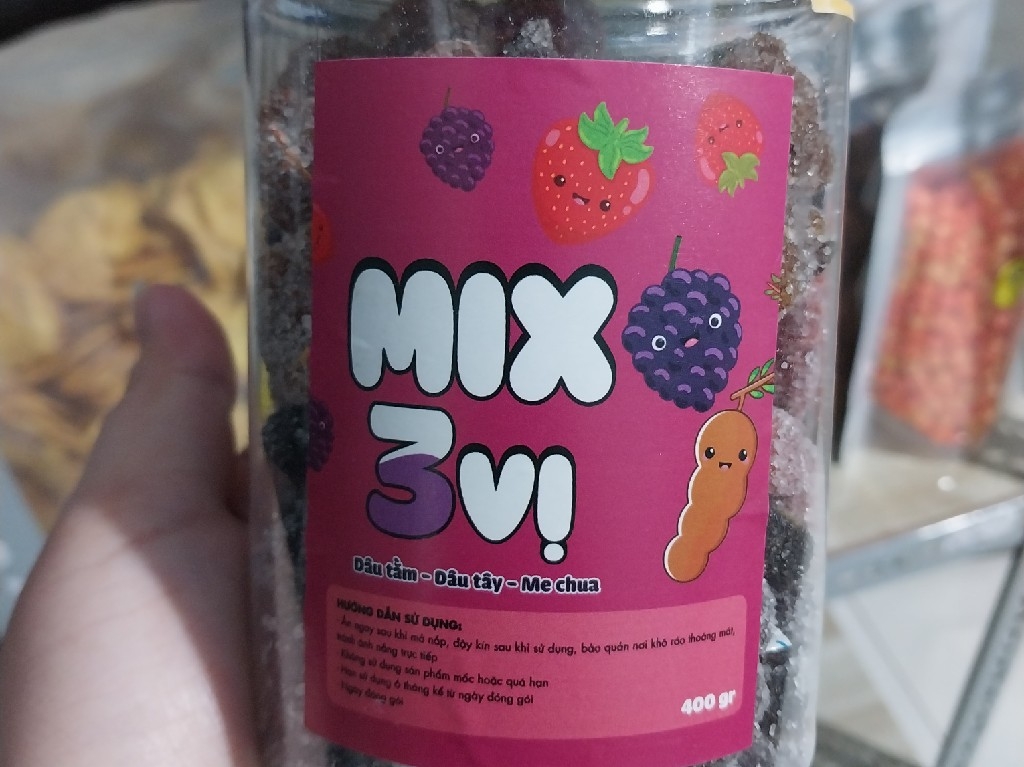 MIX
3 VỊ
Dâu tằm - Dâu tây - Me chua
HƯỚNG DẪN SỬ DỤNG:
- Ăn ngay sau khi mở nắp, đậy kín sau khi sử dụng, bảo quản nơi khô ráo thoáng mát,
tránh ánh nắng trực tiếp
- Không sử dụng sản phẩm mốc hoặc quá hạn
- Hạn sử dụng 6 tháng kể từ ngày đóng gói
- Ngày đóng gói
400 gr